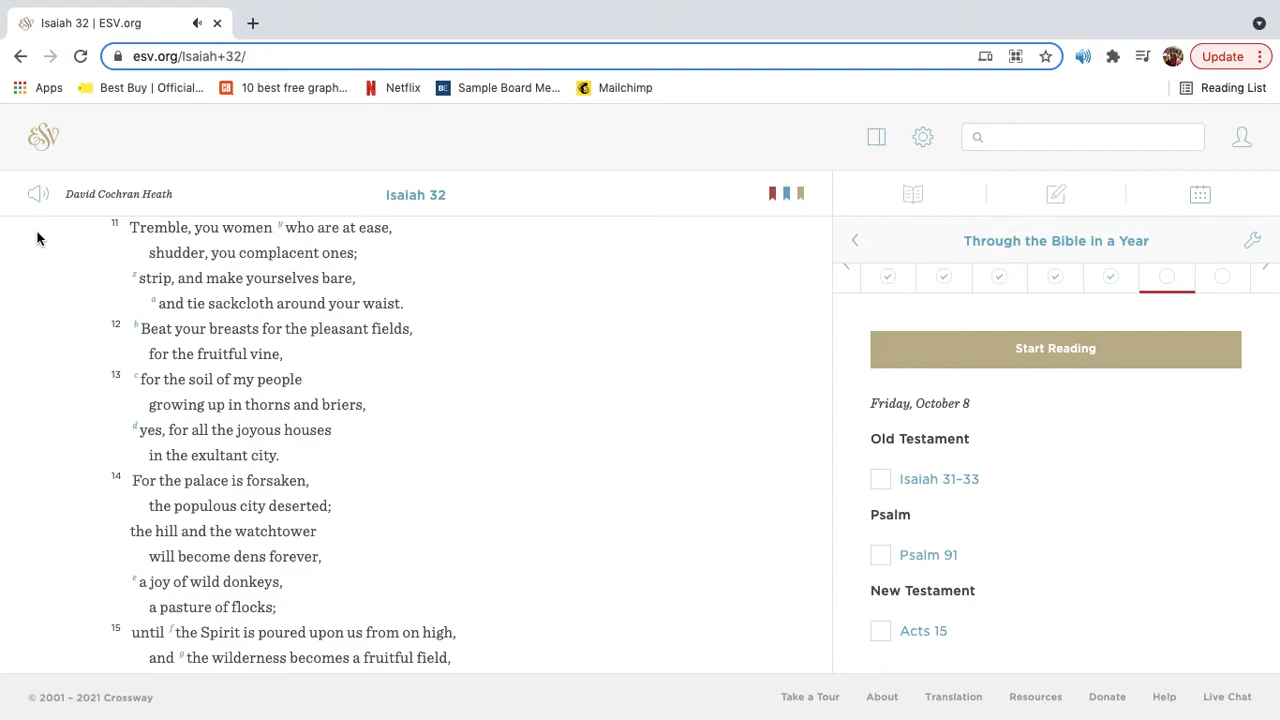 Isaiah 32 | ESV.org
esv.org/Isaiah+32/
Update
Apps
Best Buy | Official...
10 best free graph...
Netflix
Sample Board Me...
Mailchimp
Reading List
ESV
David Cochran Heath
Isaiah 32
11 Tremble, you women y who are at ease,
shudder, you complacent ones;
z strip, and make yourselves bare,
a and tie sackcloth around your waist.
12 b Beat your breasts for the pleasant fields,
for the fruitful vine,
13 c for the soil of my people
growing up in thorns and briers,
d yes, for all the joyous houses
in the exultant city.
14 For the palace is forsaken,
the populous city deserted;
the hill and the watchtower
will become dens forever,
e a joy of wild donkeys,
a pasture of flocks;
15 until f the Spirit is poured upon us from on high,
and g the wilderness becomes a fruitful field,
Through the Bible in a Year
Start Reading
Friday, October 8
Old Testament
Isaiah 31–33
Psalm
Psalm 91
New Testament
Acts 15
© 2001 – 2021 Crossway
Take a Tour
About
Translation
Resources
Donate
Help
Live Chat